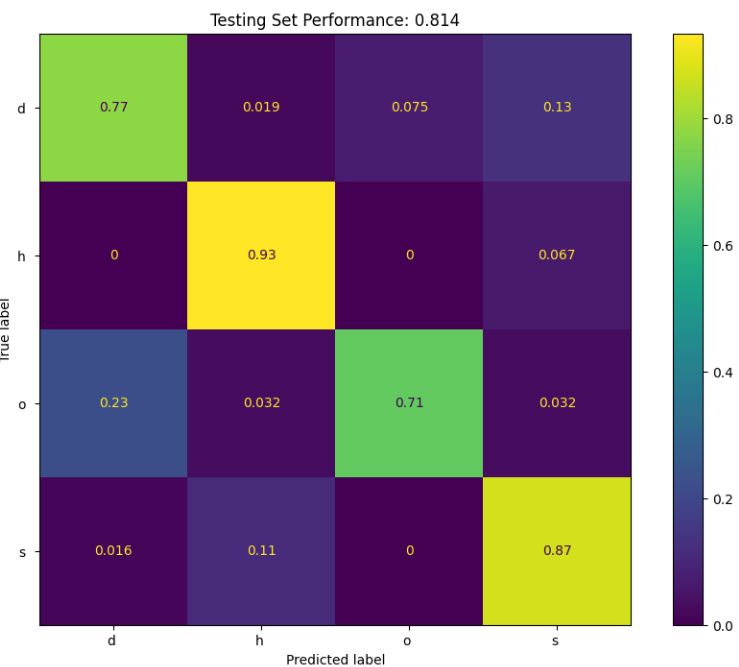 Testing Set Performance: 0.814
d 0.77 0.019 0.075 0.13
h 0 0.93 0 0.067
o 0.23 0.032 0.71 0.032
s 0.016 0.11 0 0.87
d h o s
Predicted label
True label
0.8
0.6
0.4
0.2
0.0